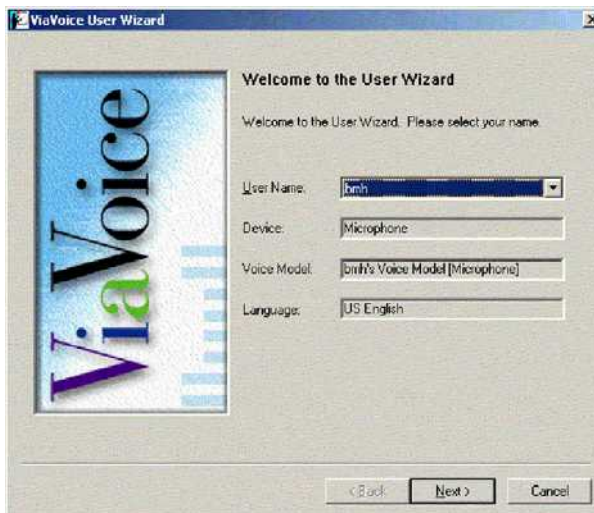 ViaVoice User Wizard
ViaVoice
Welcome to the User Wizard
Welcome to the User Wizard. Please select your name.
User Name: bmh
Device: Microphone
Voice Model: bmh's Voice Model [Microphone]
Language: US English
< Back Next > Cancel